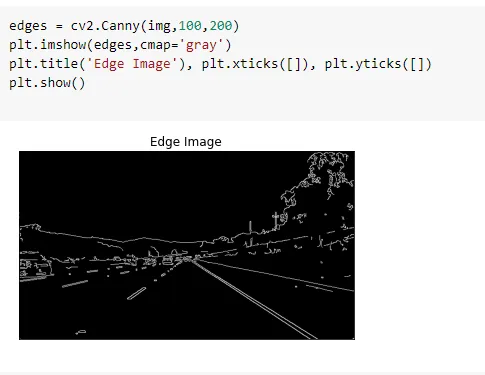 edges = cv2.Canny(img,100,200)
plt.imshow(edges,cmap='gray')
plt.title('Edge Image'), plt.xticks([]), plt.yticks([])
plt.show()
Edge Image